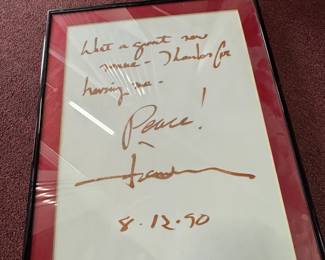 What a great new
venue - Thanks for
having me -
Peace!
8.12.90